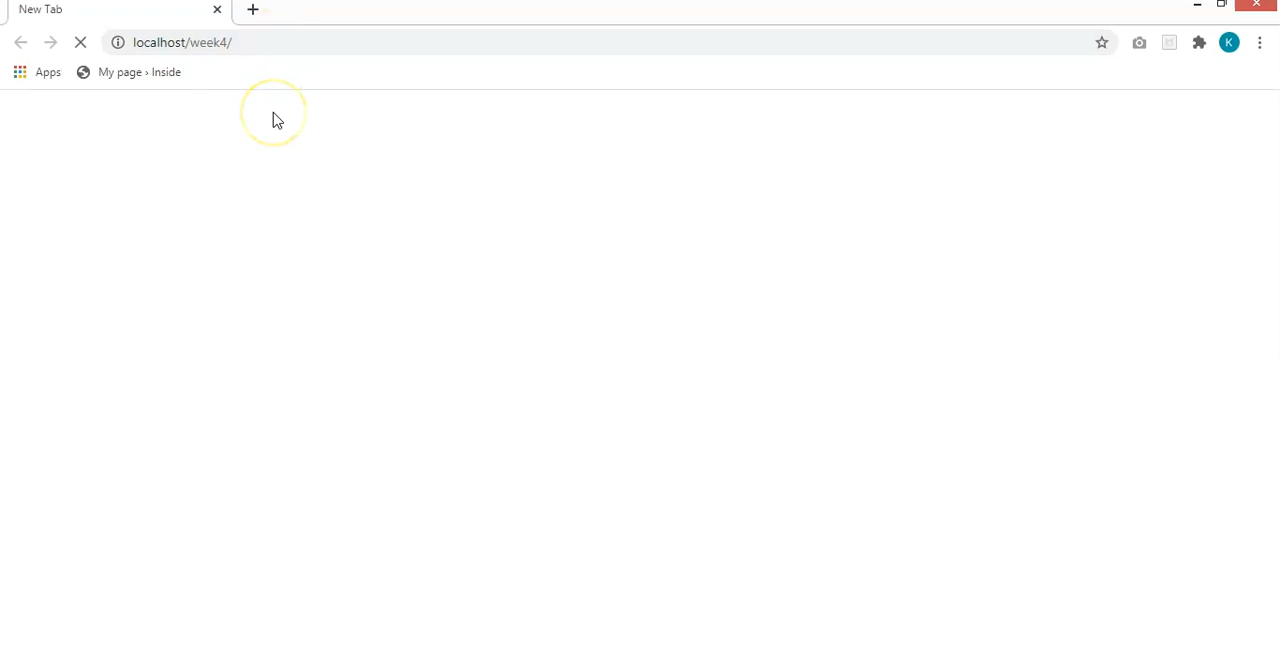 New Tab
localhost/week4/
K
Apps
My page › Inside